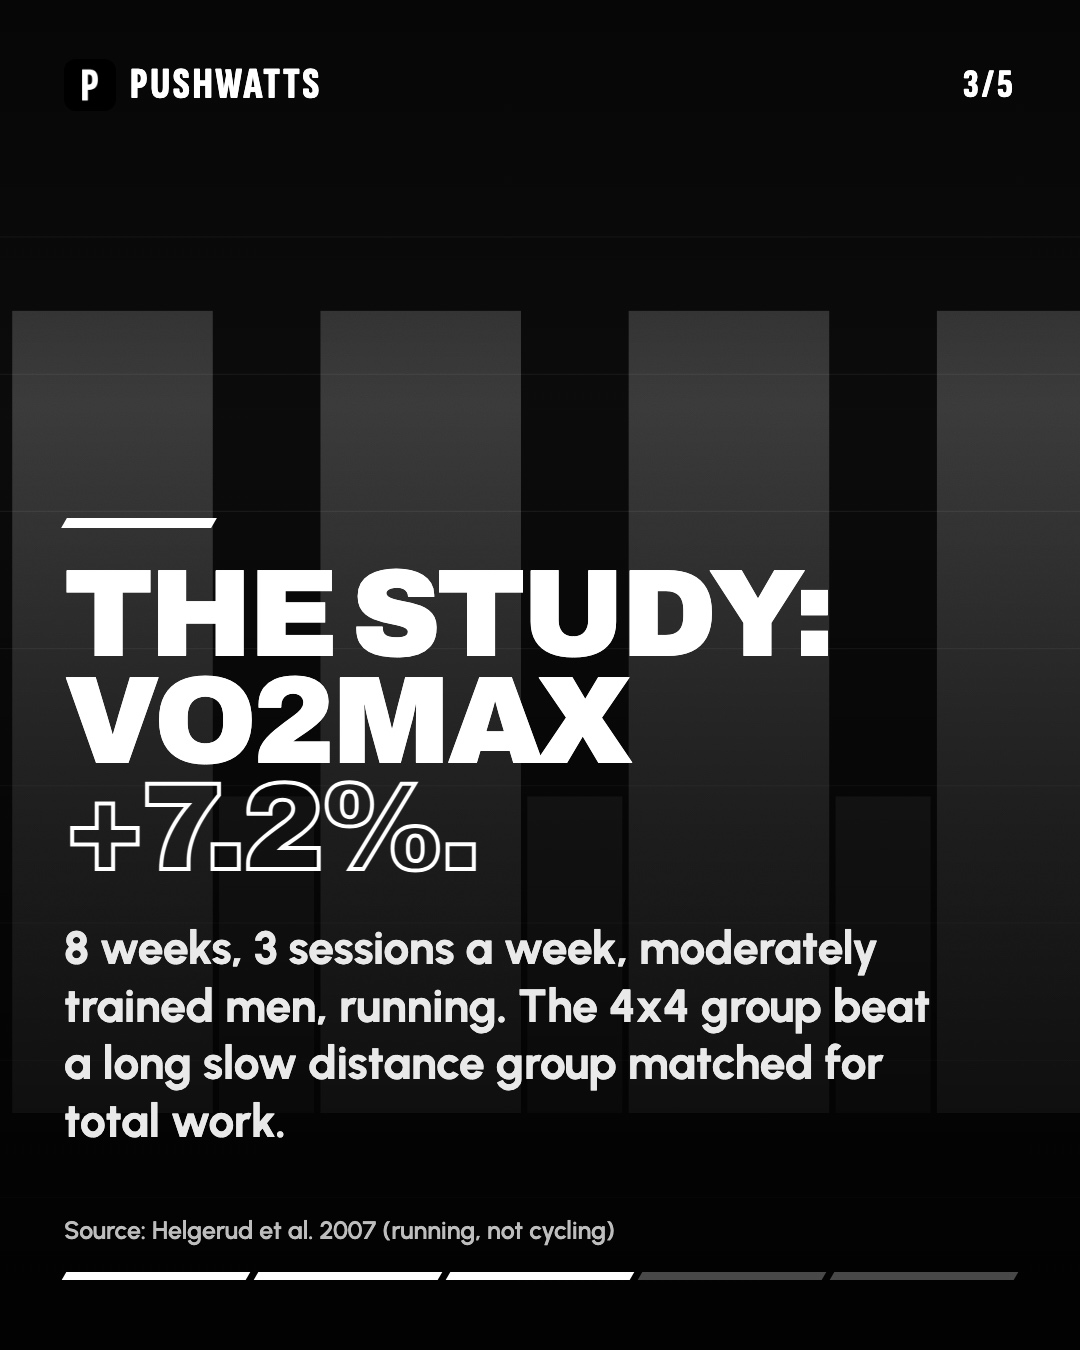 P PUSHWATTS
3/5
THE STUDY:
VO2MAX
+7.2%.
8 weeks, 3 sessions a week, moderately
trained men, running. The 4x4 group beat
a long slow distance group matched for
total work.
Source: Helgerud et al. 2007 (running, not cycling)